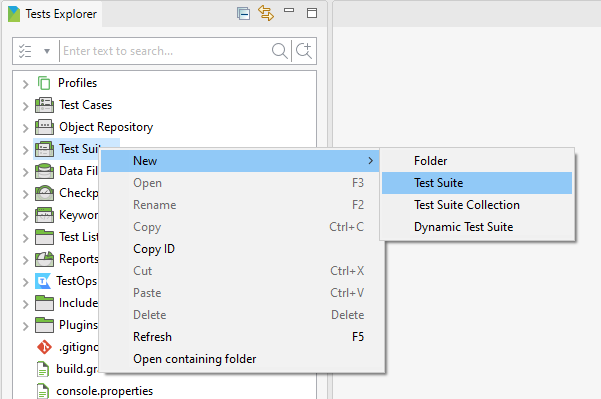 Tests Explorer
Enter text to search...
Profiles
Test Cases
Object Repository
Test Sui
New
Folder
Data Fil
Open F3
Test Suite
Checkp
Rename F2
Test Suite Collection
Keywor
Copy Ctrl+C
Dynamic Test Suite
Test List
Copy ID
Reports
Cut Ctrl+X
TestOps
Paste Ctrl+V
Include
Delete Delete
Plugins
Refresh F5
.gitigno
Open containing folder
build.gr
console.properties